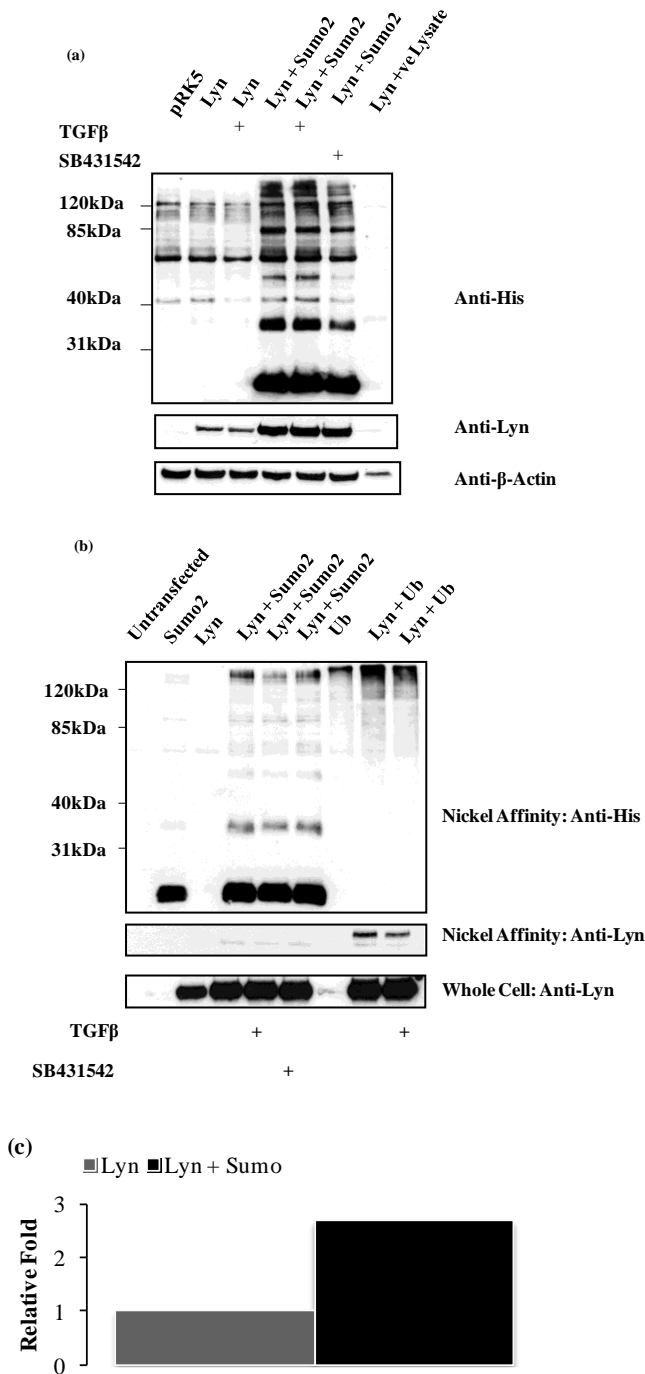 (a)
pRK5
Lyn
Lyn
Lyn + Sumo2
Lyn + Sumo2
Lyn + Sumo2
Lyn +ve Lysate
TGFβ + +
SB431542 +
120kDa
85kDa
40kDa
31kDa
Anti-His
Anti-Lyn
Anti-β-Actin
(b)
Untransfected
Sumo2
Lyn
Lyn + Sumo2
Lyn + Sumo2
Lyn + Sumo2
Ub
Lyn + Ub
Lyn + Ub
120kDa
85kDa
40kDa
31kDa
Nickel Affinity: Anti-His
Nickel Affinity: Anti-Lyn
Whole Cell: Anti-Lyn
TGFβ + +
SB431542 +
(c)
Lyn Lyn + Sumo
Relative Fold
3
2
1
0